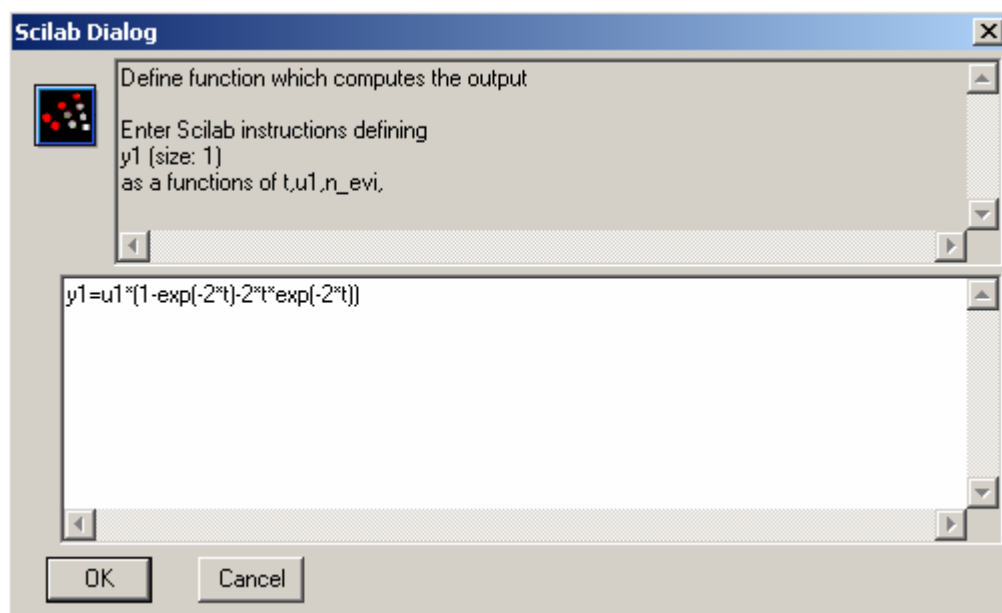 Scilab Dialog
Define function which computes the output
Enter Scilab instructions defining
y1 (size: 1)
as a functions of t,u1,n_evi,
y1=u1*(1-exp(-2*t)-2*t*exp(-2*t))
OK
Cancel